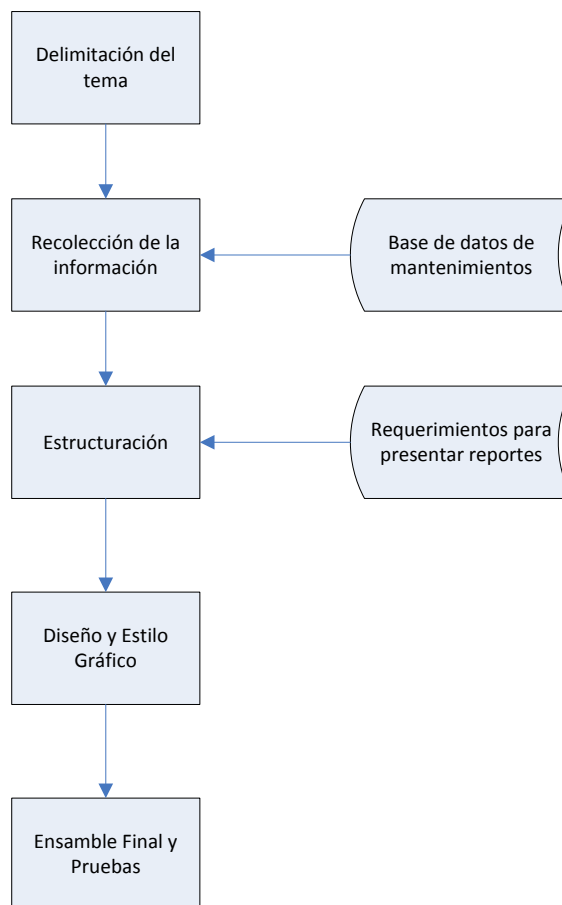 Delimitación del
tema
Recolección de la
información
Base de datos de
mantenimientos
Estructuración
Requerimientos para
presentar reportes
Diseño y Estilo
Gráfico
Ensamble Final y
Pruebas